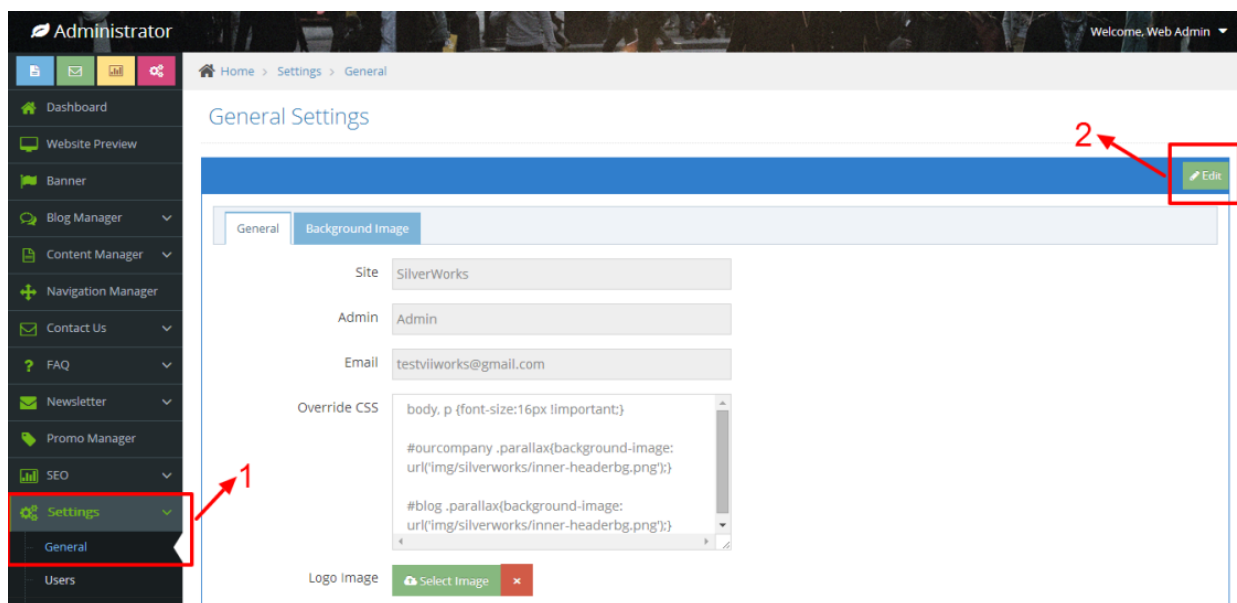 Administrator
Welcome, Web Admin
Home > Settings > General
Dashboard
General Settings
Website Preview
2
Banner
Edit
Blog Manager
General
Background Image
Content Manager
Site
SilverWorks
Navigation Manager
Admin
Admin
Contact Us
FAQ
Email
testviiworks@gmail.com
Newsletter
Override CSS
body, p {font-size:16px !important;}
#ourcompany .parallax{background-image:
url('img/silverworks/inner-headerbg.png');}
#blog .parallax{background-image:
url('img/silverworks/inner-headerbg.png');}
Promo Manager
SEO
1
Settings
General
Users
Logo Image
Select Image
×